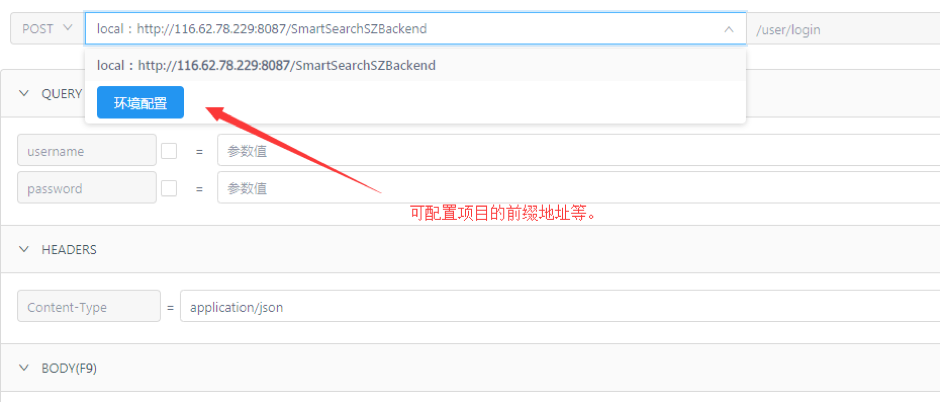 POST local：http://116.62.78.229:8087/SmartSearchSZBackend /user/login
local：http://116.62.78.229:8087/SmartSearchSZBackend
QUERY
环境配置
username = 参数值
password = 参数值
可配置项目的前缀地址等。
HEADERS
Content-Type = application/json
BODY(F9)